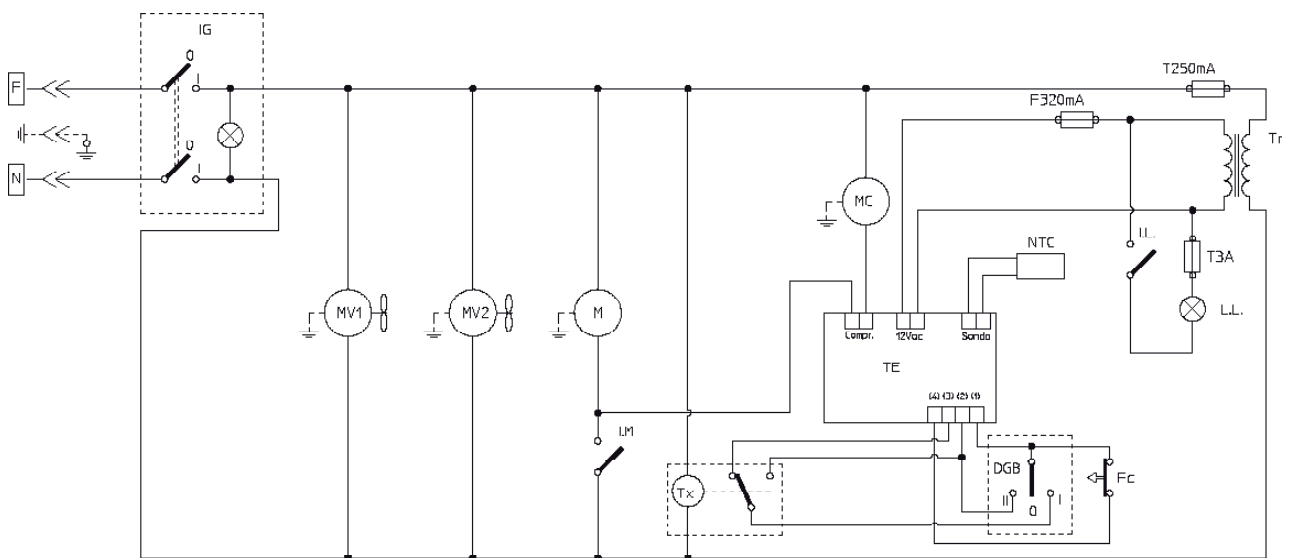 IG
0
I
F
T250mA
F320mA
0
I
N
Tr
MC
I.L.
NTC
T3A
MV1
MV2
M
L.L.
Compr.
12Vac
Sonda
TE
(4) (3) (2) (1)
I.M
DGB
Fc
Tx
II
0
I